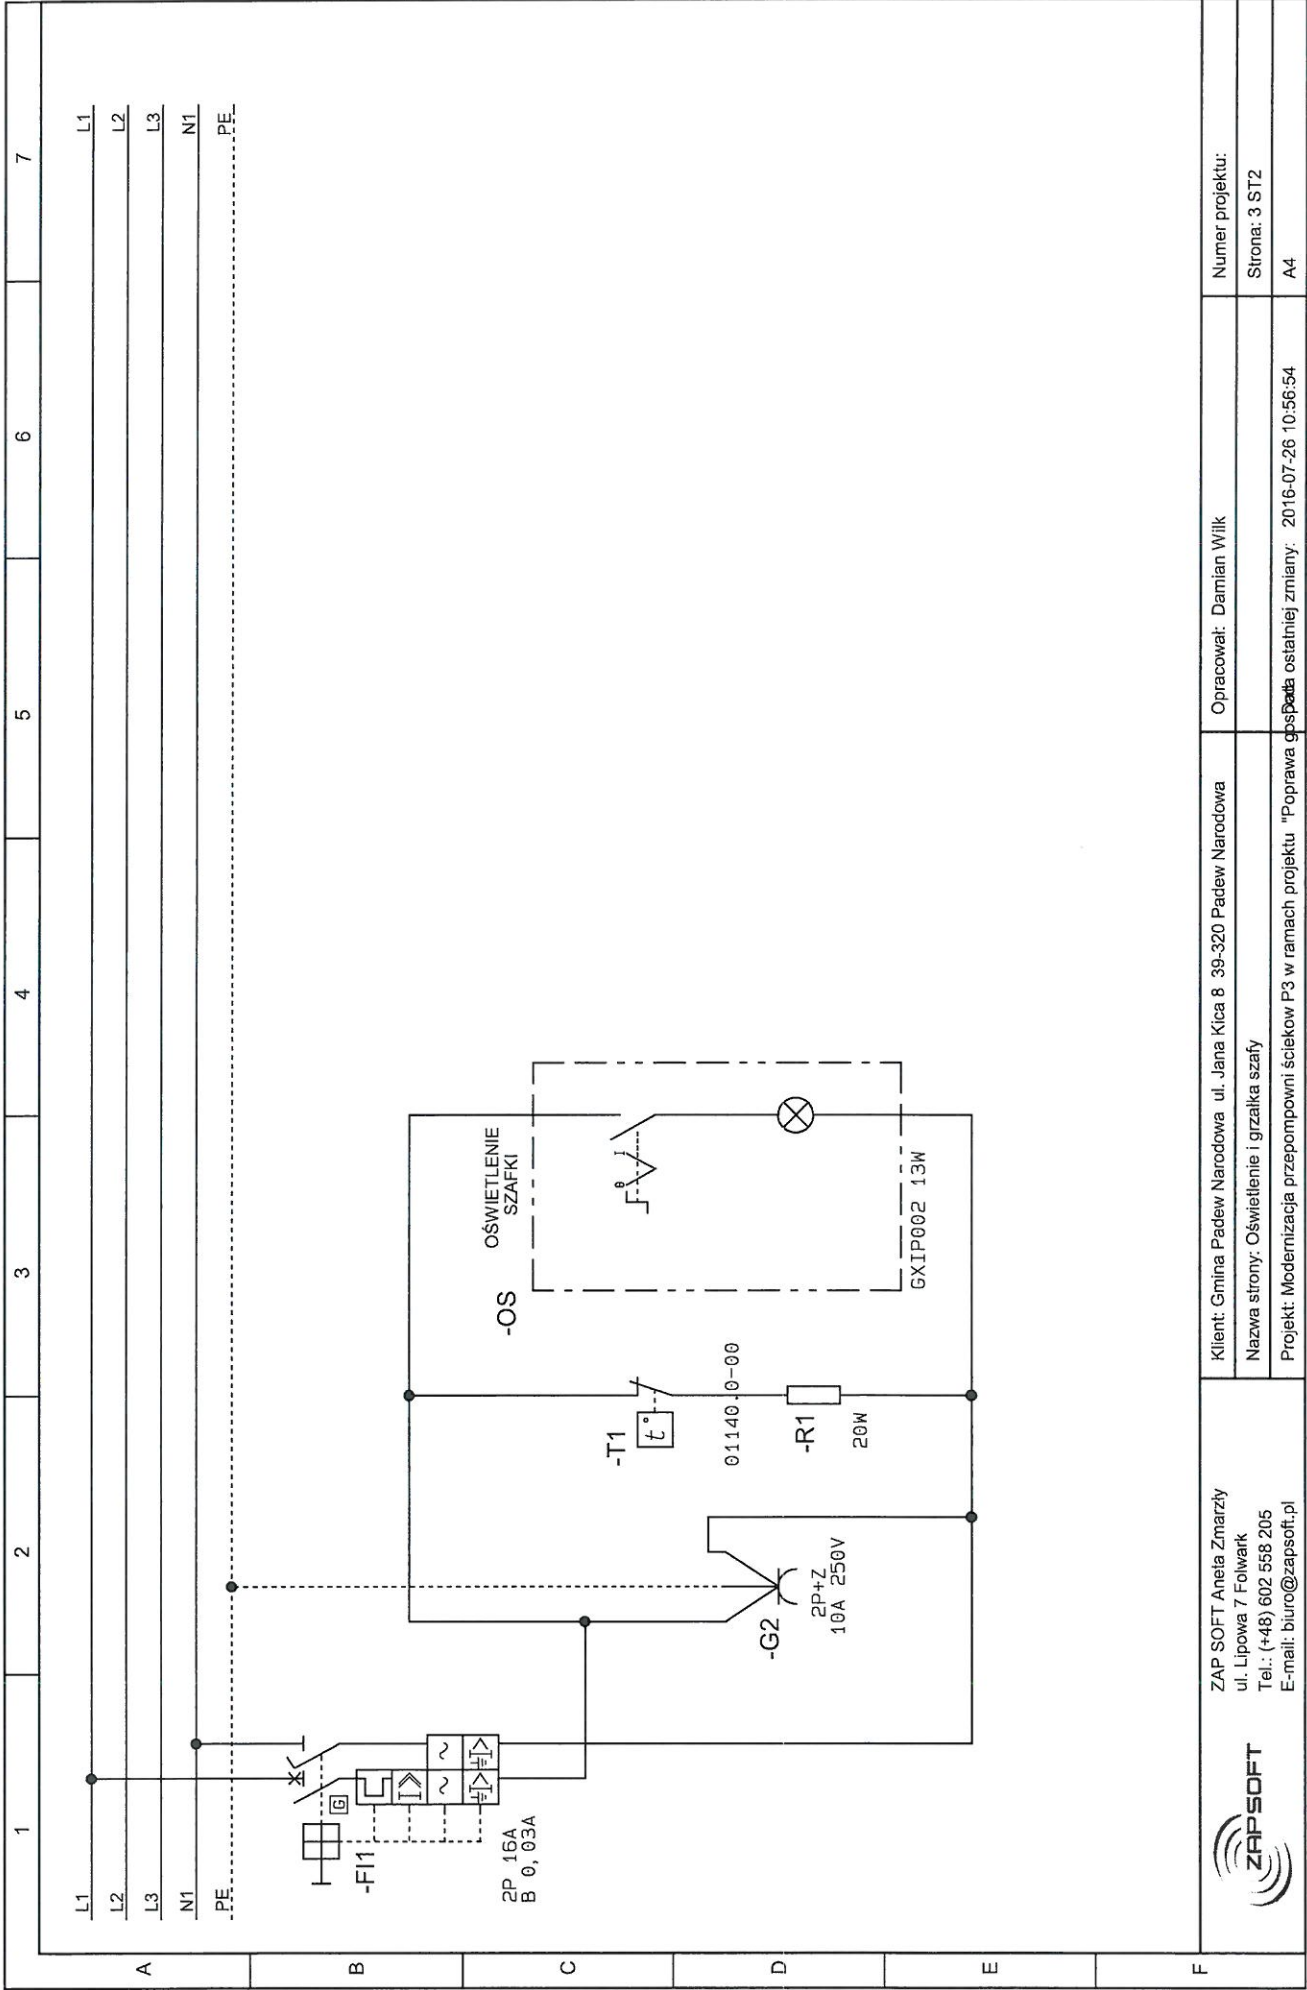 1 2 3 4 5 6 7
A
B
C
D
E
F
L1 L1
L2 L2
L3 L3
N1 N1
PE PE
-FI1
G
2P 16A
B 0,03A
-G2
2P+Z
10A 250V
-T1
t°
01140.0-00
-R1
20W
-OS
OŚWIETLENIE
SZAFKI
0 I
GXIP002 13W
ZAPSOFT
ZAP SOFT Aneta Zmarzły
ul. Lipowa 7 Folwark
Tel.: (+48) 602 558 205
E-mail: biuro@zapsoft.pl
Klient: Gmina Padew Narodowa ul. Jana Kica 8 39-320 Padew Narodowa
Opracował: Damian Wilk
Numer projektu:
Nazwa strony: Oświetlenie i grzałka szafy
Strona: 3 ST2
Projekt: Modernizacja przepompowni ściekow P3 w ramach projektu "Poprawa ostatniej zmiany: 2016-07-26 10:56:54
A4